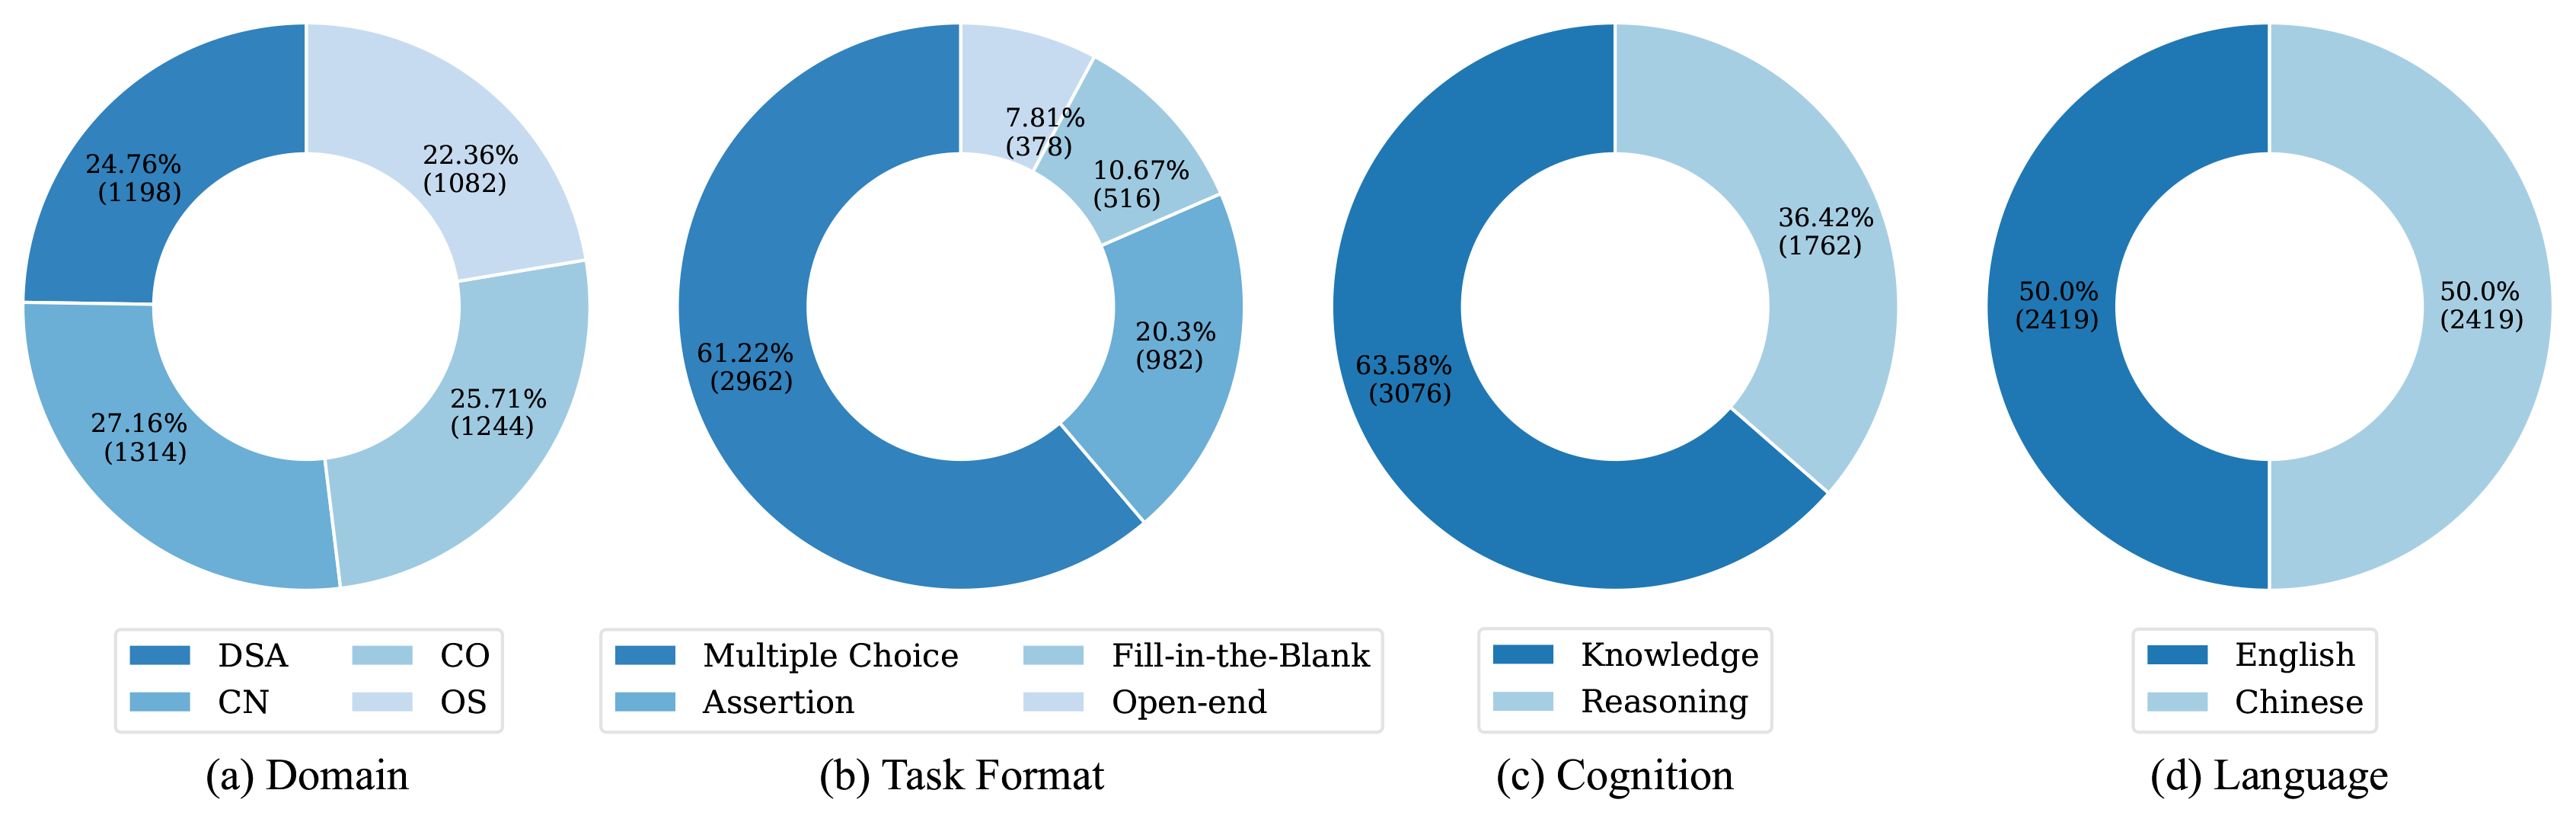 24.76%
(1198)
22.36%
(1082)
27.16%
(1314)
25.71%
(1244)
DSA
CO
CN
OS
(a) Domain
7.81%
(378)
10.67%
(516)
61.22%
(2962)
20.3%
(982)
Multiple Choice
Fill-in-the-Blank
Assertion
Open-end
(b) Task Format
36.42%
(1762)
63.58%
(3076)
Knowledge
Reasoning
(c) Cognition
50.0%
(2419)
50.0%
(2419)
English
Chinese
(d) Language